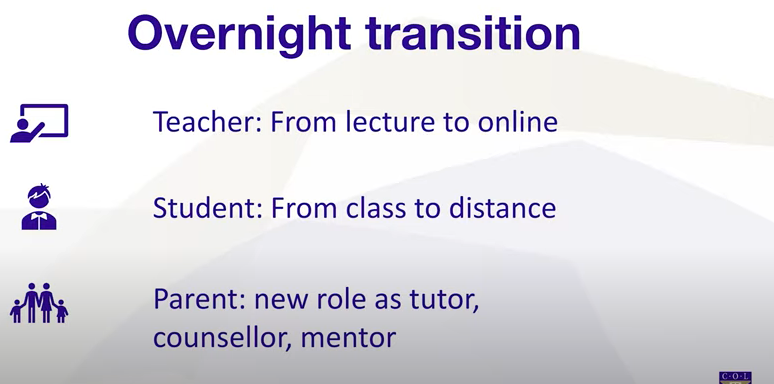 Overnight transition
Teacher: From lecture to online
Student: From class to distance
Parent: new role as tutor,
counsellor, mentor
C·O·L